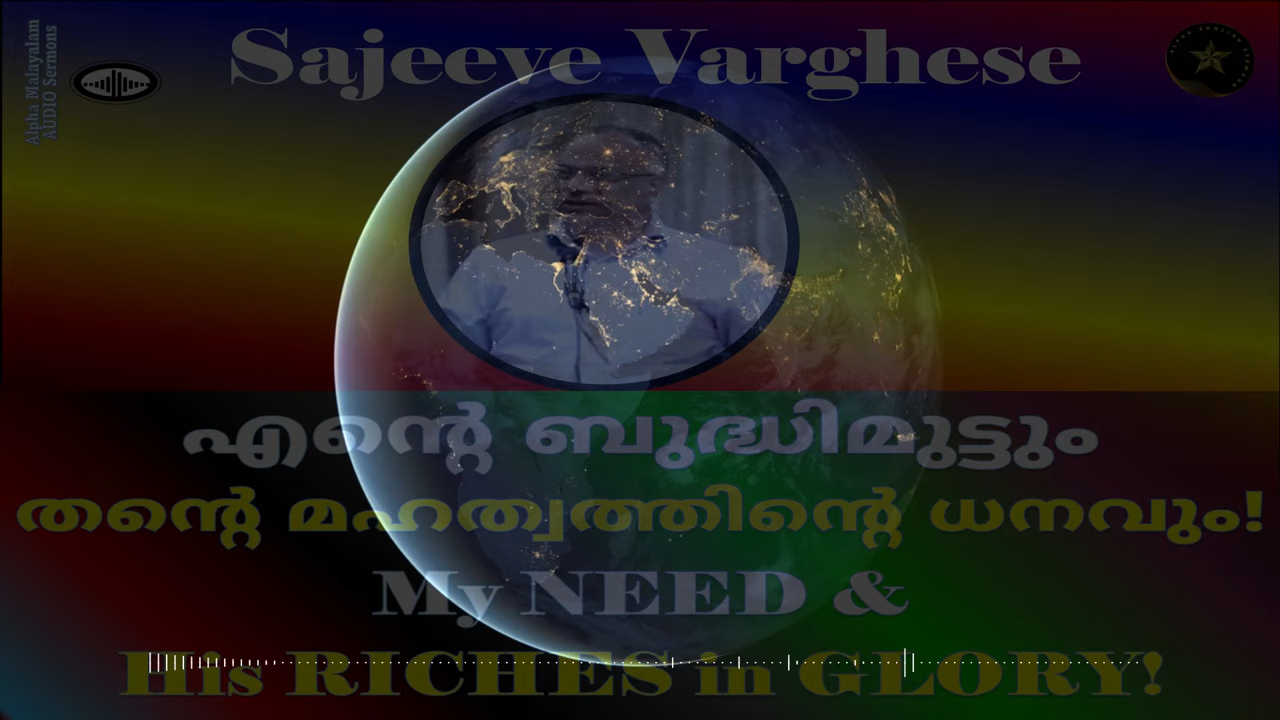 Alpha Malayalam
AUDIO Sermons
Sajeeve Varghese
എന്റെ ബുദ്ധിമുട്ടും
തന്റെ മഹത്വത്തിന്റെ ധനവും!
My NEED &
His RICHES in GLORY!